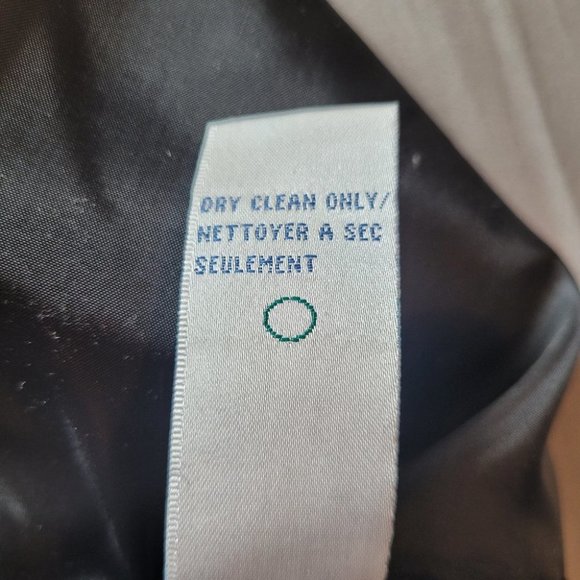 DRY CLEAN ONLY/
NETTOYER A SEC
SEULEMENT